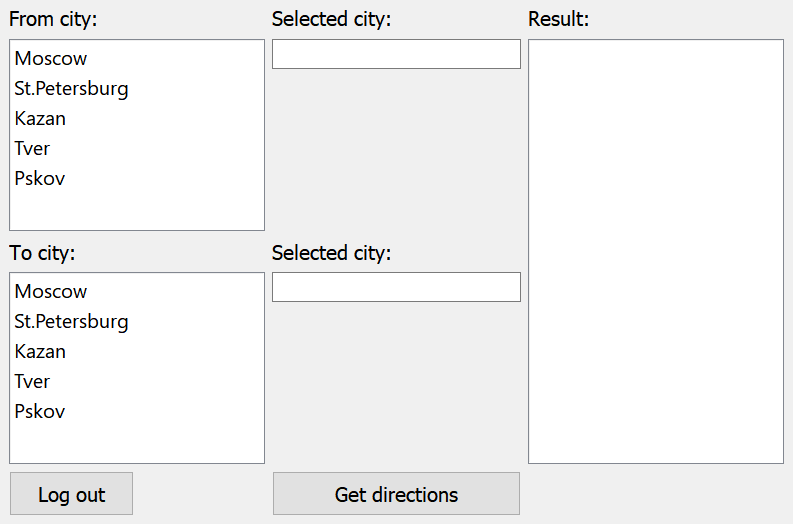 From city:
Selected city:
Result:
Moscow
St.Petersburg
Kazan
Tver
Pskov
To city:
Selected city:
Moscow
St.Petersburg
Kazan
Tver
Pskov
Log out
Get directions